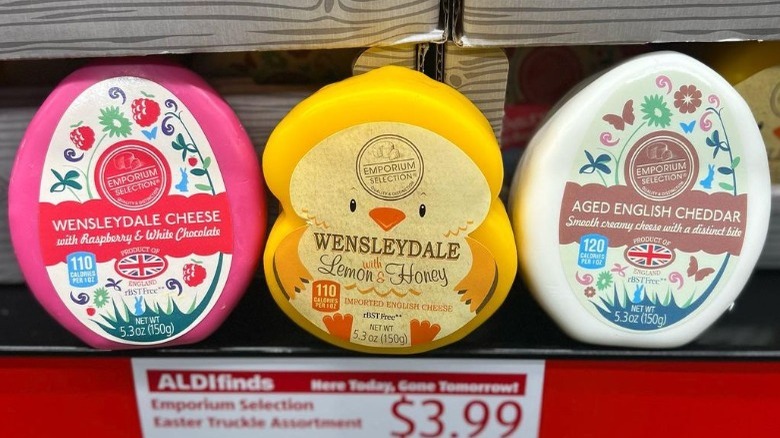 EMPORIUM
SELECTION
WENSLEYDALE CHEESE
with Raspberry & White Chocolate
110
CALORIES
PER 1 OZ
PRODUCT OF
ENGLAND
rBST Free**
NET WT
5.3 oz (150g)
EMPORIUM
SELECTION®
QUALITY & DISTINCTION
WENSLEYDALE
with
Lemon & Honey
110
CALORIES
PER 1 OZ
IMPORTED ENGLISH CHEESE
rBST Free**
NET WT
5.3 oz (150g)
EMPORIUM
SELECTION
AGED ENGLISH CHEDDAR
Smooth creamy cheese with a distinct bite
120
CALORIES
PER 1 OZ
PRODUCT OF
ENGLAND
rBST Free**
NET WT
5.3oz (150g)
ALDIfinds Here Today, Gone Tomorrow!
Emporium Selection
Easter Truckle Assortment
$3.99